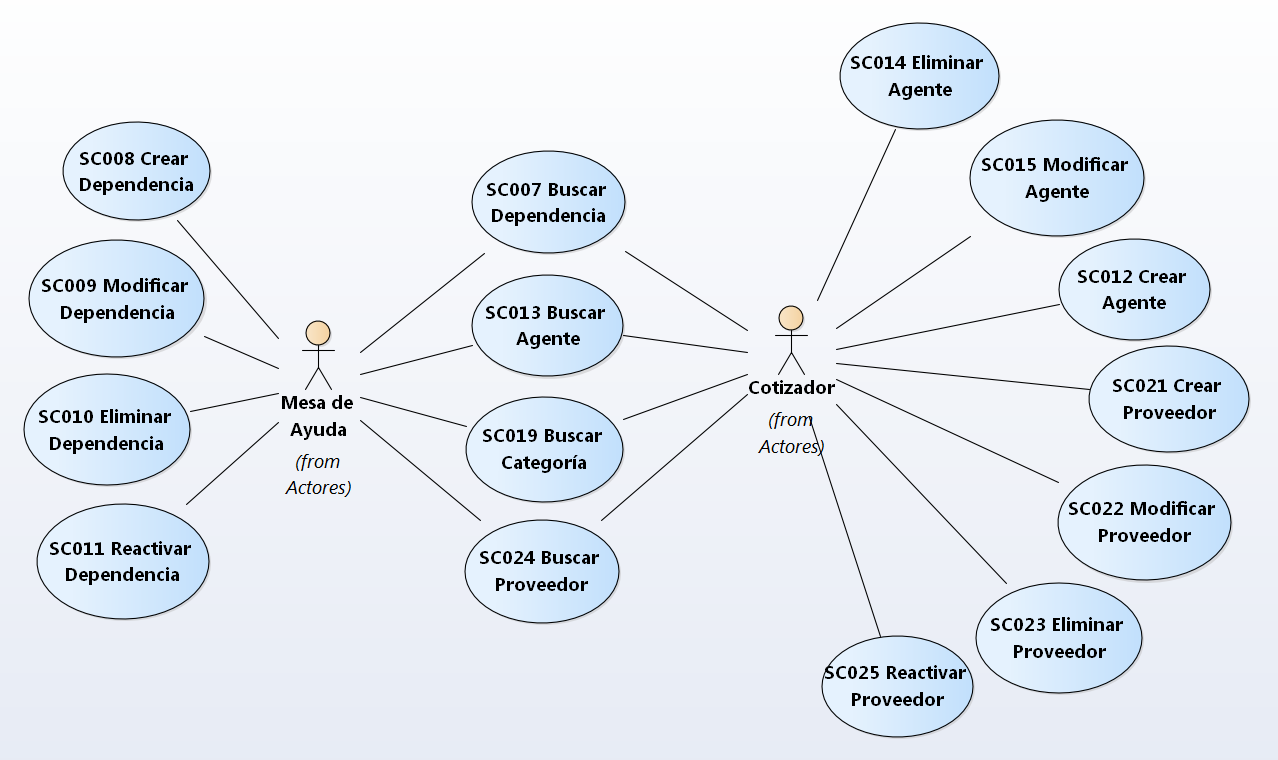 SC014 Eliminar
Agente
SC008 Crear
Dependencia
SC007 Buscar
Dependencia
SC015 Modificar
Agente
SC009 Modificar
Dependencia
SC013 Buscar
Agente
SC012 Crear
Agente
Mesa de
Ayuda
(from
Actores)
Cotizador
(from
Actores)
SC021 Crear
Proveedor
SC010 Eliminar
Dependencia
SC019 Buscar
Categoría
SC022 Modificar
Proveedor
SC011 Reactivar
Dependencia
SC024 Buscar
Proveedor
SC023 Eliminar
Proveedor
SC025 Reactivar
Proveedor